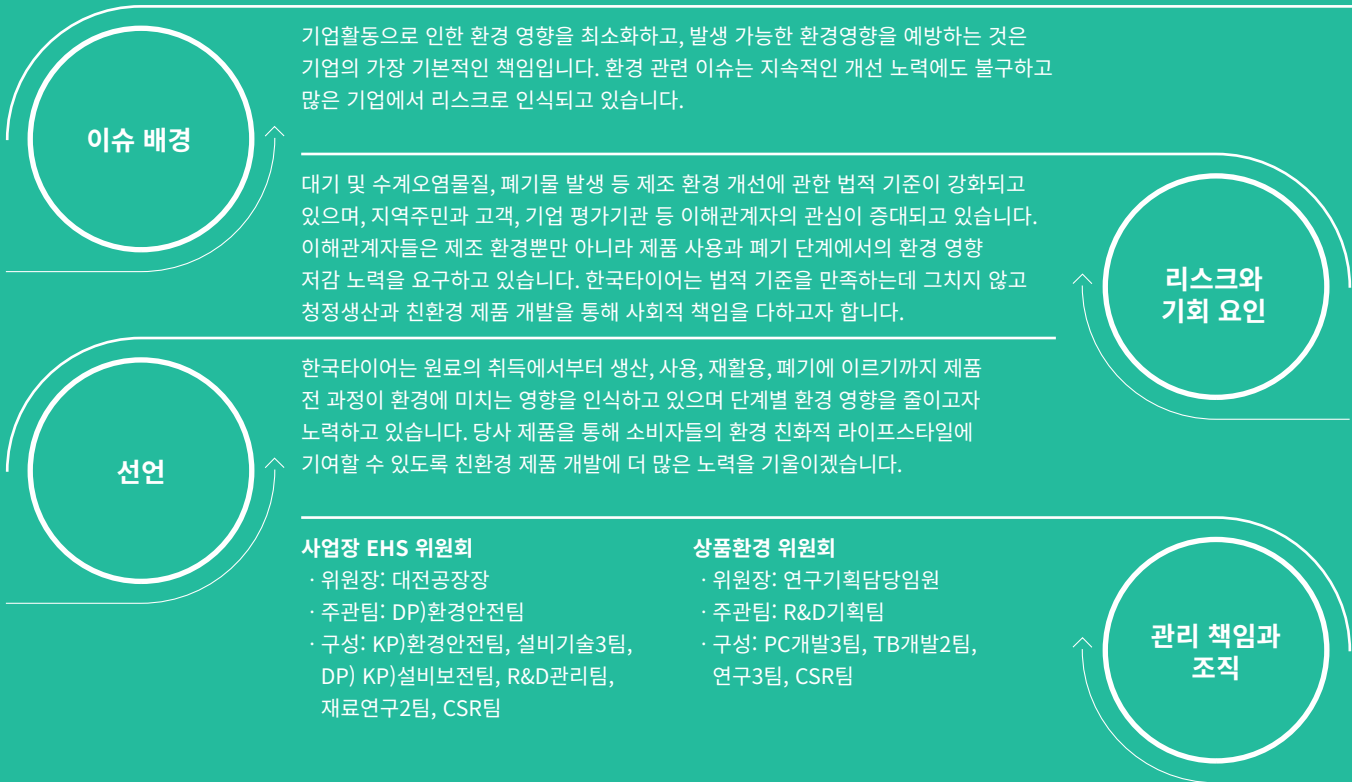 이슈 배경
기업활동으로 인한 환경 영향을 최소화하고, 발생 가능한 환경영향을 예방하는 것은
기업의 가장 기본적인 책임입니다. 환경 관련 이슈는 지속적인 개선 노력에도 불구하고
많은 기업에서 리스크로 인식되고 있습니다.
리스크와
기회 요인
대기 및 수계오염물질, 폐기물 발생 등 제조 환경 개선에 관한 법적 기준이 강화되고
있으며, 지역주민과 고객, 기업 평가기관 등 이해관계자의 관심이 증대되고 있습니다.
이해관계자들은 제조 환경뿐만 아니라 제품 사용과 폐기 단계에서의 환경 영향
저감 노력을 요구하고 있습니다. 한국타이어는 법적 기준을 만족하는데 그치지 않고
청정생산과 친환경 제품 개발을 통해 사회적 책임을 다하고자 합니다.
선언
한국타이어는 원료의 취득에서부터 생산, 사용, 재활용, 폐기에 이르기까지 제품
전 과정이 환경에 미치는 영향을 인식하고 있으며 단계별 환경 영향을 줄이고자
노력하고 있습니다. 당사 제품을 통해 소비자들의 환경 친화적 라이프스타일에
기여할 수 있도록 친환경 제품 개발에 더 많은 노력을 기울이겠습니다.
관리 책임과
조직
사업장 EHS 위원회
· 위원장: 대전공장장
· 주관팀: DP)환경안전팀
· 구성: KP)환경안전팀, 설비기술3팀,
DP) KP)설비보전팀, R&D관리팀,
재료연구2팀, CSR팀
상품환경 위원회
· 위원장: 연구기획담당임원
· 주관팀: R&D기획팀
· 구성: PC개발3팀, TB개발2팀,
연구3팀, CSR팀